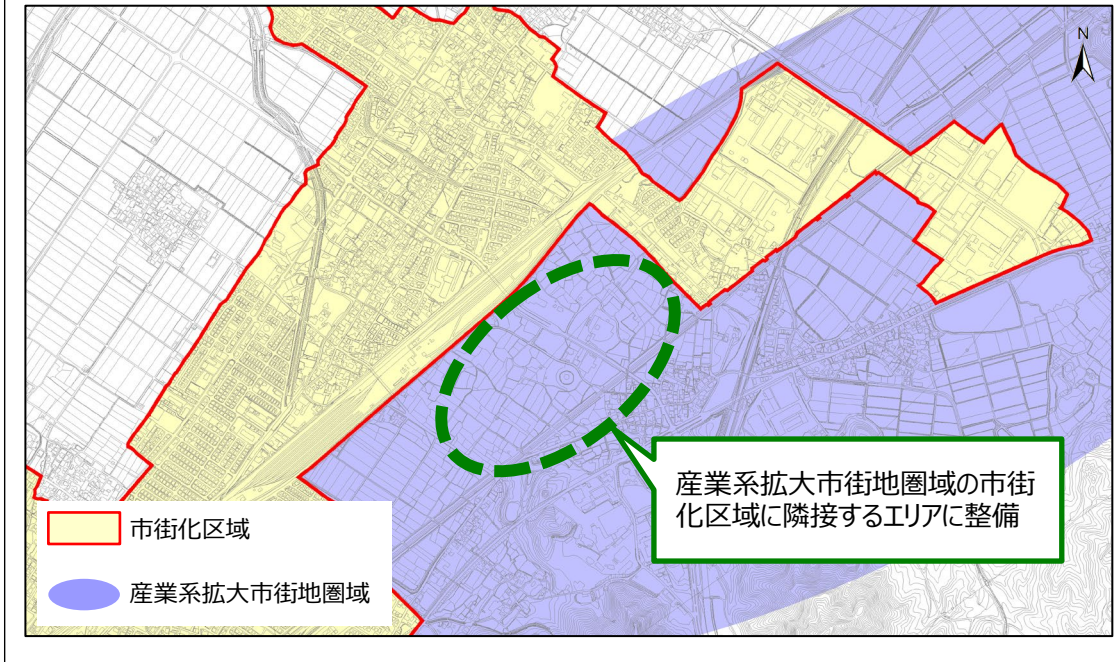 N
産業系拡大市街地圏域の市街
化区域に隣接するエリアに整備
市街化区域
産業系拡大市街地圏域